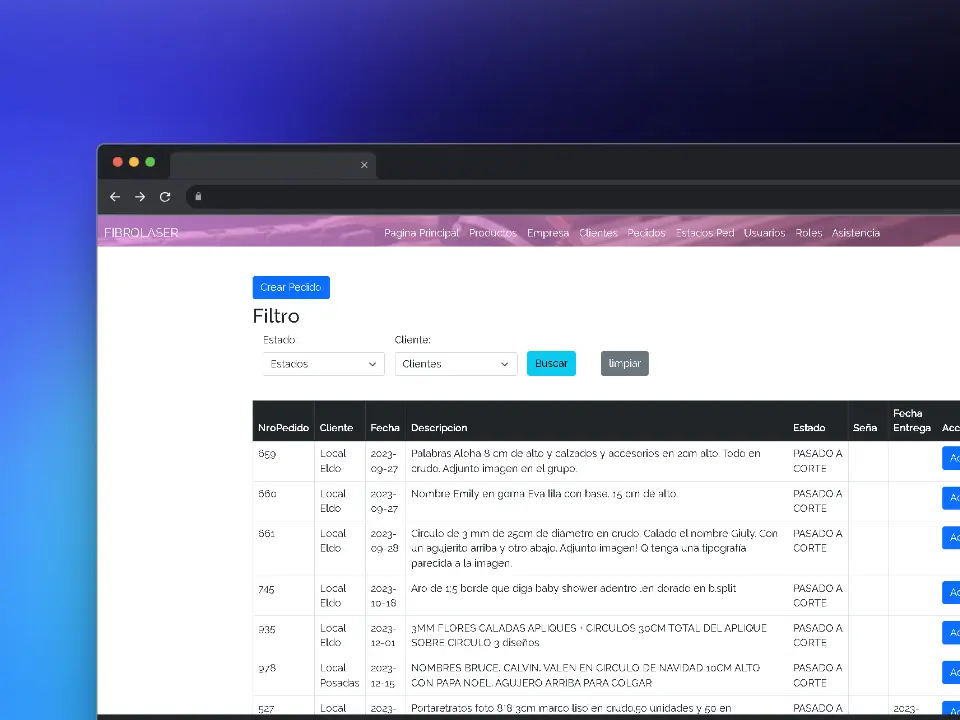 FIBROLASER
Pagina Principal Productos Empresa Clientes Pedidos Estados Ped Usuarios Roles Asistencia
Crear Pedido
Filtro
Estado: Cliente:
Estados Clientes Buscar limpiar
NroPedido Cliente Fecha Descripcion Estado Seña Fecha Entrega Acc
659 Local Eldo 2023-09-27 Palabras Aloha 8 cm de alto y calzados y accesorios en 2cm alto. Todo en crudo. Adjunto imagen en el grupo. PASADO A CORTE Ac
660 Local Eldo 2023-09-27 Nombre Emily en goma Eva lila con base. 15 cm de alto. PASADO A CORTE Ac
661 Local Eldo 2023-09-28 Circulo de 3 mm de 25cm de diámetro en crudo. Calado el nombre Giuly. Con un agujerito arriba y otro abajo. Adjunto imagen! Q tenga una tipografía parecida a la imagen. PASADO A CORTE Ac
745 Local Eldo 2023-10-18 Aro de 1;5 borde que diga baby shower adentro .en dorado en b.split PASADO A CORTE Ac
935 Local Eldo 2023-12-01 3MM FLORES CALADAS APLIQUES + CIRCULOS 30CM TOTAL DEL APLIQUE SOBRE CIRCULO 3 diseños PASADO A CORTE Ac
978 Local Posadas 2023-12-15 NOMBRES BRUCE. CALVIN. VALEN EN CIRCULO DE NAVIDAD 10CM ALTO CON PAPA NOEL. AGUJERO ARRIBA PARA COLGAR PASADO A CORTE Ac
527 Local 2023- Portaretratos foto 8*8 3cm marco liso en crudo.50 unidades y 50 en PASADO A 2023-